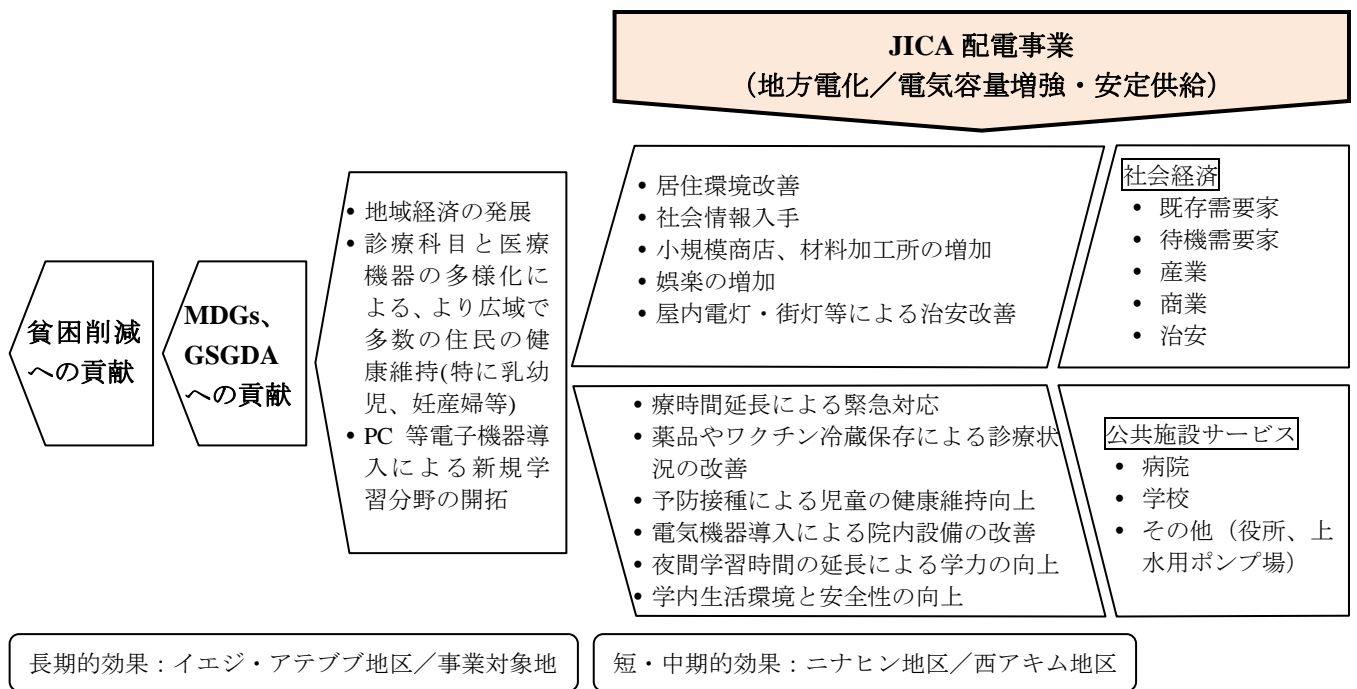 JICA 配電事業
（地方電化／電気容量増強・安定供給）
貧困削減
への貢献
MDGs、
GSGDA
への貢献
• 地域経済の発展
• 診療科目と医療
機器の多様化に
よる、より広域で
多数の住民の健
康維持(特に乳幼
児、妊産婦等)
• PC 等電子機器導
入による新規学
習分野の開拓
• 居住環境改善
• 社会情報入手
• 小規模商店、材料加工所の増加
• 娯楽の増加
• 屋内電灯・街灯等による治安改善
社会経済
• 既存需要家
• 待機需要家
• 産業
• 商業
• 治安
• 療時間延長による緊急対応
• 薬品やワクチン冷蔵保存による診療状
況の改善
• 予防接種による児童の健康維持向上
• 電気機器導入による院内設備の改善
• 夜間学習時間の延長による学力の向上
• 学内生活環境と安全性の向上
公共施設サービス
• 病院
• 学校
• その他（役所、上
水用ポンプ場）
長期的効果：イエジ・アテブブ地区／事業対象地
短・中期的効果：ニナヒン地区／西アキム地区